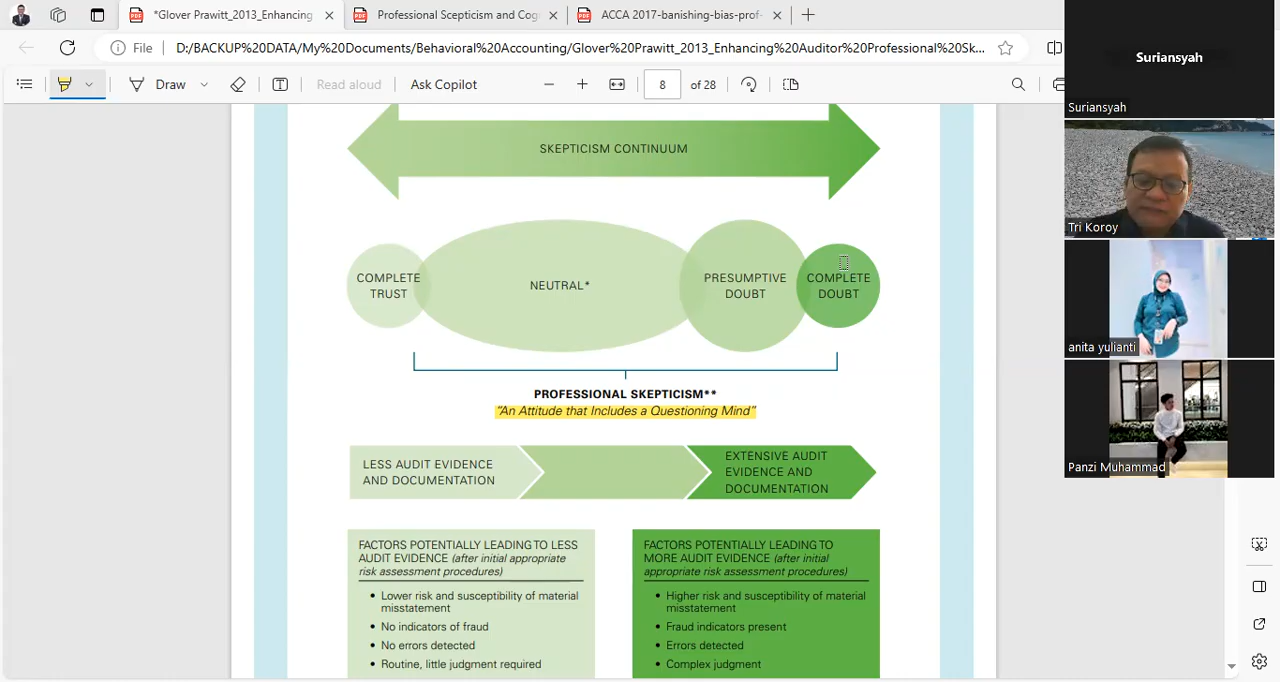 *Glover Prawitt_2013_Enhancing
Professional Scepticism and Cog
ACCA 2017-banishing-bias-prof-
File
D:/BACKUP%20DATA/My%20Documents/Behavioral%20Accounting/Glover%20Prawitt_2013_Enhancing%20Auditor%20Professional%20Sk...
Draw
Read aloud
Ask Copilot
8
of 28
SKEPTICISM CONTINUUM
COMPLETE
TRUST
NEUTRAL*
PRESUMPTIVE
DOUBT
COMPLETE
DOUBT
PROFESSIONAL SKEPTICISM**
"An Attitude that Includes a Questioning Mind"
LESS AUDIT EVIDENCE
AND DOCUMENTATION
EXTENSIVE AUDIT
EVIDENCE AND
DOCUMENTATION
FACTORS POTENTIALLY LEADING TO LESS
AUDIT EVIDENCE (after initial appropriate
risk assessment procedures)
• Lower risk and susceptibility of material
misstatement
• No indicators of fraud
• No errors detected
• Routine, little judgment required
FACTORS POTENTIALLY LEADING TO
MORE AUDIT EVIDENCE (after initial
appropriate risk assessment procedures)
• Higher risk and susceptibility of material
misstatement
• Fraud indicators present
• Errors detected
• Complex judgment
Suriansyah
Suriansyah
Tri Koroy
anita yulianti
Panzi Muhammad